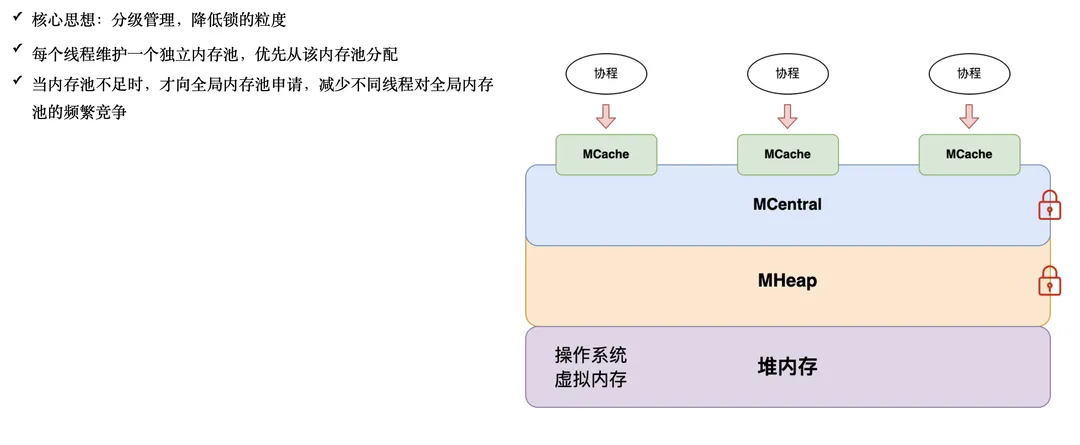 核心思想：分级管理，降低锁的粒度
每个线程维护一个独立内存池，优先从该内存池分配
当内存池不足时，才向全局内存池申请，减少不同线程对全局内存
池的频繁竞争
协程
协程
协程
MCache
MCache
MCache
MCentral
MHeap
操作系统
虚拟内存
堆内存